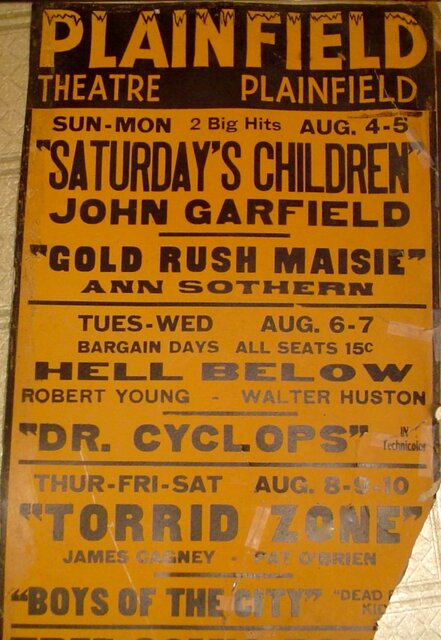 PLAINFIELD
THEATRE PLAINFIELD
SUN-MON 2 Big Hits AUG. 4-5
"SATURDAY'S CHILDREN"
JOHN GARFIELD
"GOLD RUSH MAISIE"
ANN SOTHERN
TUES-WED AUG. 6-7
BARGAIN DAYS ALL SEATS 15c
HELL BELOW
ROBERT YOUNG - WALTER HUSTON
"DR. CYCLOPS" IN Technicolor
THUR-FRI-SAT AUG. 8-9-10
"TORRID ZONE"
JAMES CAGNEY - PAT O'BRIEN
"BOYS OF THE CITY" "DEAD